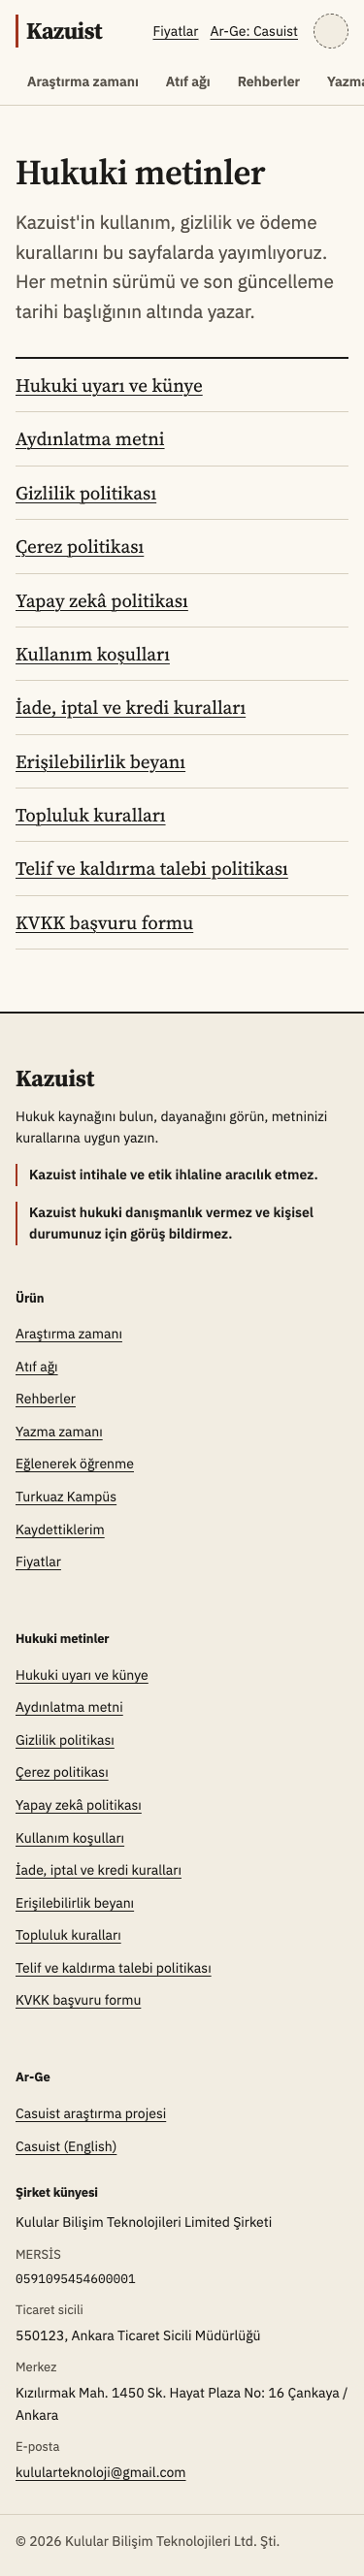 Kazuist
Fiyatlar Ar-Ge: Casuist
Araştırma zamanı Atıf ağı Rehberler Yazma
Hukuki metinler
Kazuist'in kullanım, gizlilik ve ödeme
kurallarını bu sayfalarda yayımlıyoruz.
Her metnin sürümü ve son güncelleme
tarihi başlığının altında yazar.
Hukuki uyarı ve künye
Aydınlatma metni
Gizlilik politikası
Çerez politikası
Yapay zekâ politikası
Kullanım koşulları
İade, iptal ve kredi kuralları
Erişilebilirlik beyanı
Topluluk kuralları
Telif ve kaldırma talebi politikası
KVKK başvuru formu
Kazuist
Hukuk kaynağını bulun, dayanağını görün, metninizi
kurallarına uygun yazın.
Kazuist intihale ve etik ihlaline aracılık etmez.
Kazuist hukuki danışmanlık vermez ve kişisel
durumunuz için görüş bildirmez.
Ürün
Araştırma zamanı
Atıf ağı
Rehberler
Yazma zamanı
Eğlenerek öğrenme
Turkuaz Kampüs
Kaydettiklerim
Fiyatlar
Hukuki metinler
Hukuki uyarı ve künye
Aydınlatma metni
Gizlilik politikası
Çerez politikası
Yapay zekâ politikası
Kullanım koşulları
İade, iptal ve kredi kuralları
Erişilebilirlik beyanı
Topluluk kuralları
Telif ve kaldırma talebi politikası
KVKK başvuru formu
Ar-Ge
Casuist araştırma projesi
Casuist (English)
Şirket künyesi
Kulular Bilişim Teknolojileri Limited Şirketi
MERSİS
0591095454600001
Ticaret sicili
550123, Ankara Ticaret Sicili Müdürlüğü
Merkez
Kızılırmak Mah. 1450 Sk. Hayat Plaza No: 16 Çankaya /
Ankara
E-posta
kulularteknoloji@gmail.com
© 2026 Kulular Bilişim Teknolojileri Ltd. Şti.